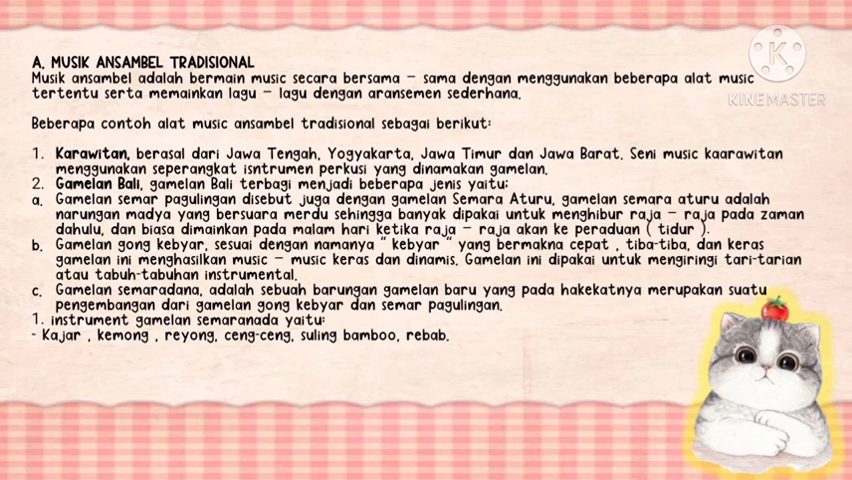 A. MUSIK ANSAMBEL TRADISIONAL
Musik ansambel adalah bermain music secara bersama - sama dengan menggunakan beberapa alat music
tertentu serta memainkan lagu - lagu dengan aransemen sederhana.
Beberapa contoh alat music ansambel tradisional sebagai berikut:
1. Karawitan, berasal dari Jawa Tengah, Yogyakarta, Jawa Timur dan Jawa Barat. Seni music kaarawitan
menggunakan seperangkat isntrumen perkusi yang dinamakan gamelan.
2. Gamelan Bali, gamelan Bali terbagi menjadi beberapa jenis yaitu:
a. Gamelan semar pagulingan disebut juga dengan gamelan Semara Aturu, gamelan semara aturu adalah
narungan madya yang bersuara merdu sehingga banyak dipakai untuk menghibur raja - raja pada zaman
dahulu, dan biasa dimainkan pada malam hari ketika raja - raja akan ke peraduan ( tidur ).
b. Gamelan gong kebyar, sesuai dengan namanya " kebyar " yang bermakna cepat , tiba-tiba, dan keras
gamelan ini menghasilkan music - music keras dan dinamis. Gamelan ini dipakai untuk mengiringi tari-tarian
atau tabuh-tabuhan instrumental.
c. Gamelan semaradana, adalah sebuah barungan gamelan baru yang pada hakekatnya merupakan suatu
pengembangan dari gamelan gong kebyar dan semar pagulingan.
1. instrument gamelan semaranada yaitu:
- Kajar , kemong , reyong, ceng-ceng, suling bamboo, rebab.
K
KINEMASTER